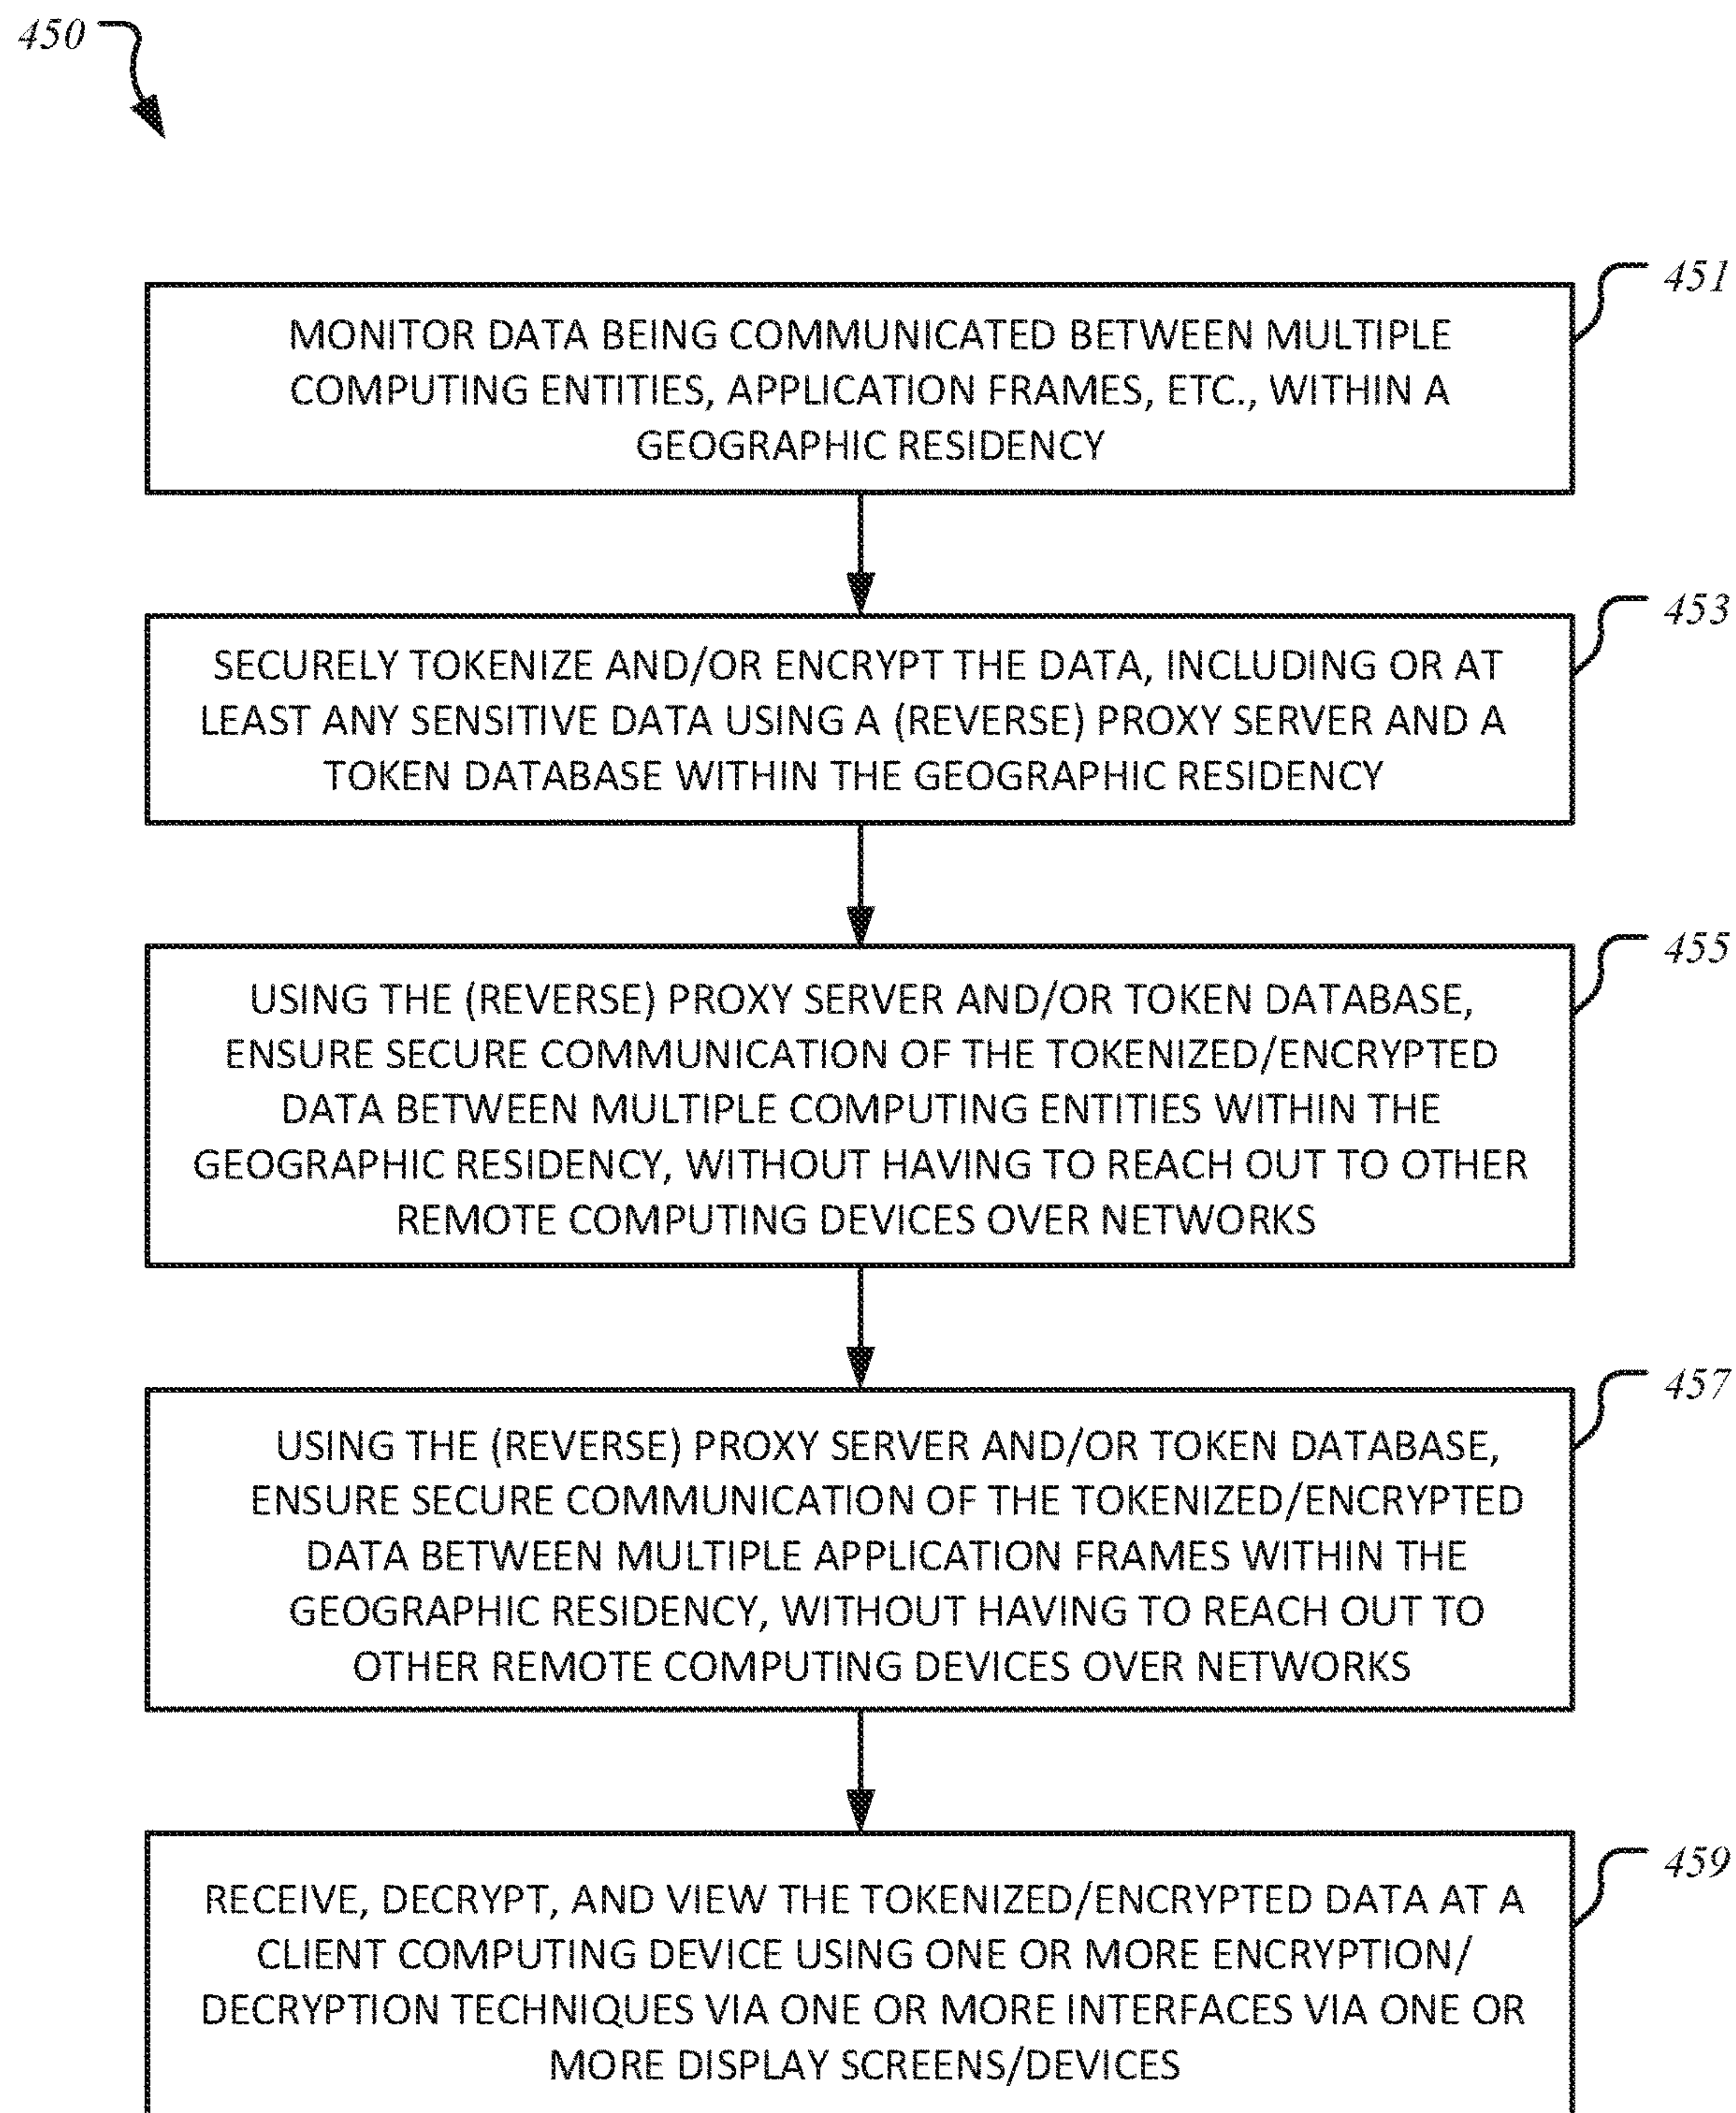 450
451
MONITOR DATA BEING COMMUNICATED BETWEEN MULTIPLE
COMPUTING ENTITIES, APPLICATION FRAMES, ETC., WITHIN A
GEOGRAPHIC RESIDENCY
453
SECURELY TOKENIZE AND/OR ENCRYPT THE DATA, INCLUDING OR AT
LEAST ANY SENSITIVE DATA USING A (REVERSE) PROXY SERVER AND A
TOKEN DATABASE WITHIN THE GEOGRAPHIC RESIDENCY
455
USING THE (REVERSE) PROXY SERVER AND/OR TOKEN DATABASE,
ENSURE SECURE COMMUNICATION OF THE TOKENIZED/ENCRYPTED
DATA BETWEEN MULTIPLE COMPUTING ENTITIES WITHIN THE
GEOGRAPHIC RESIDENCY, WITHOUT HAVING TO REACH OUT TO OTHER
REMOTE COMPUTING DEVICES OVER NETWORKS
457
USING THE (REVERSE) PROXY SERVER AND/OR TOKEN DATABASE,
ENSURE SECURE COMMUNICATION OF THE TOKENIZED/ENCRYPTED
DATA BETWEEN MULTIPLE APPLICATION FRAMES WITHIN THE
GEOGRAPHIC RESIDENCY, WITHOUT HAVING TO REACH OUT TO
OTHER REMOTE COMPUTING DEVICES OVER NETWORKS
459
RECEIVE, DECRYPT, AND VIEW THE TOKENIZED/ENCRYPTED DATA AT A
CLIENT COMPUTING DEVICE USING ONE OR MORE ENCRYPTION/
DECRYPTION TECHNIQUES VIA ONE OR MORE INTERFACES VIA ONE OR
MORE DISPLAY SCREENS/DEVICES